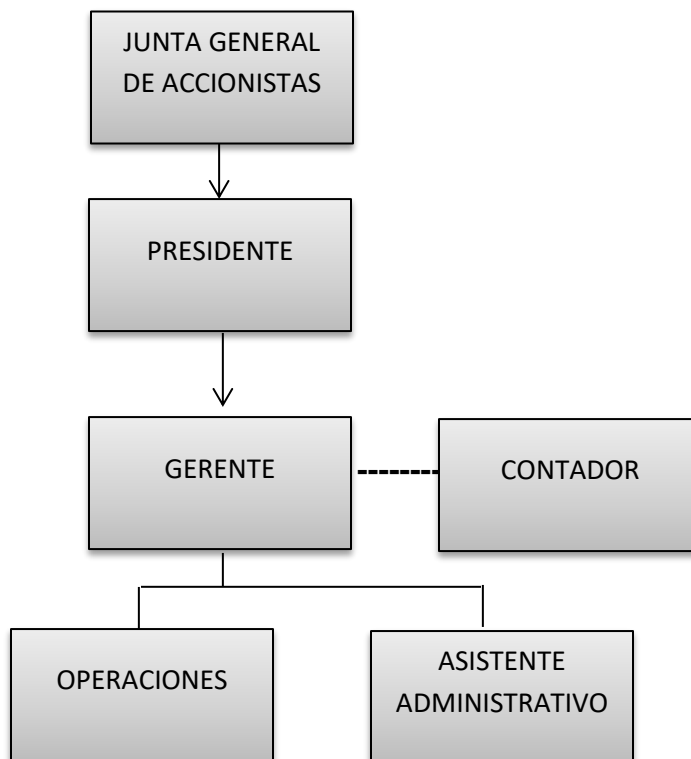 JUNTA GENERAL
DE ACCIONISTAS
PRESIDENTE
GERENTE
CONTADOR
OPERACIONES
ASISTENTE
ADMINISTRATIVO